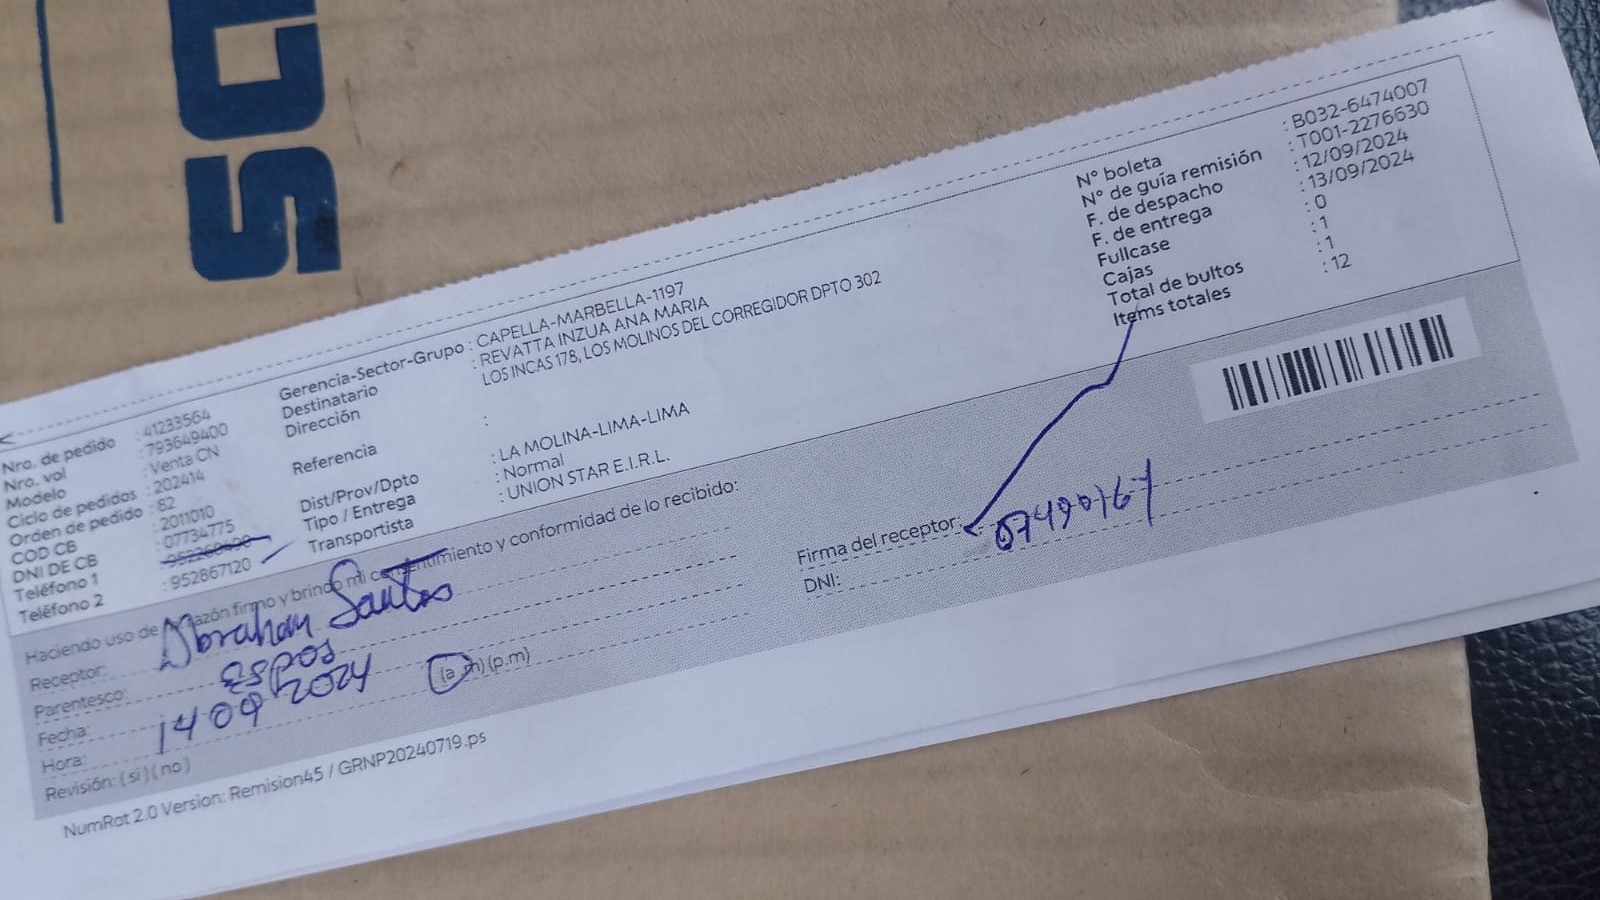 Nro. de pedido : 41233564
Nro. vol : 793649400
Modelo : Venta CN
Ciclo de pedidos : 202414
Orden de pedido : 82
COD CB : 2011010
DNI DE CB : 07734775
Teléfono 1
Teléfono 2 : 952867120
Gerencia-Sector-Grupo : CAPELLA-MARBELLA-1197
Destinatario : REVATTA INZUA ANA MARIA
Dirección LOS INCAS 178, LOS MOLINOS DEL CORREGIDOR DPTO 302
Referencia :
Dist/Prov/Dpto : LA MOLINA-LIMA-LIMA
Tipo / Entrega : Normal
Transportista : UNION STAR E.I.R.L.
N° boleta : B032-6474007
N° de guía remisión : T001-2276630
F. de despacho : 12/09/2024
F. de entrega : 13/09/2024
Fullcase : 0
Cajas : 1
Total de bultos : 1
Items totales : 12
Haciendo uso de razón firmo y brindo mi consentimiento y conformidad de lo recibido:
Receptor: Abraham Santos
Parentesco: Espos
Fecha: 14 09 2024
Hora: (a.m)(p.m)
Revisión: (si)(no)
Firma del receptor:
DNI:
NumRot 2.0 Version: Remision45 / GRNP20240719.ps